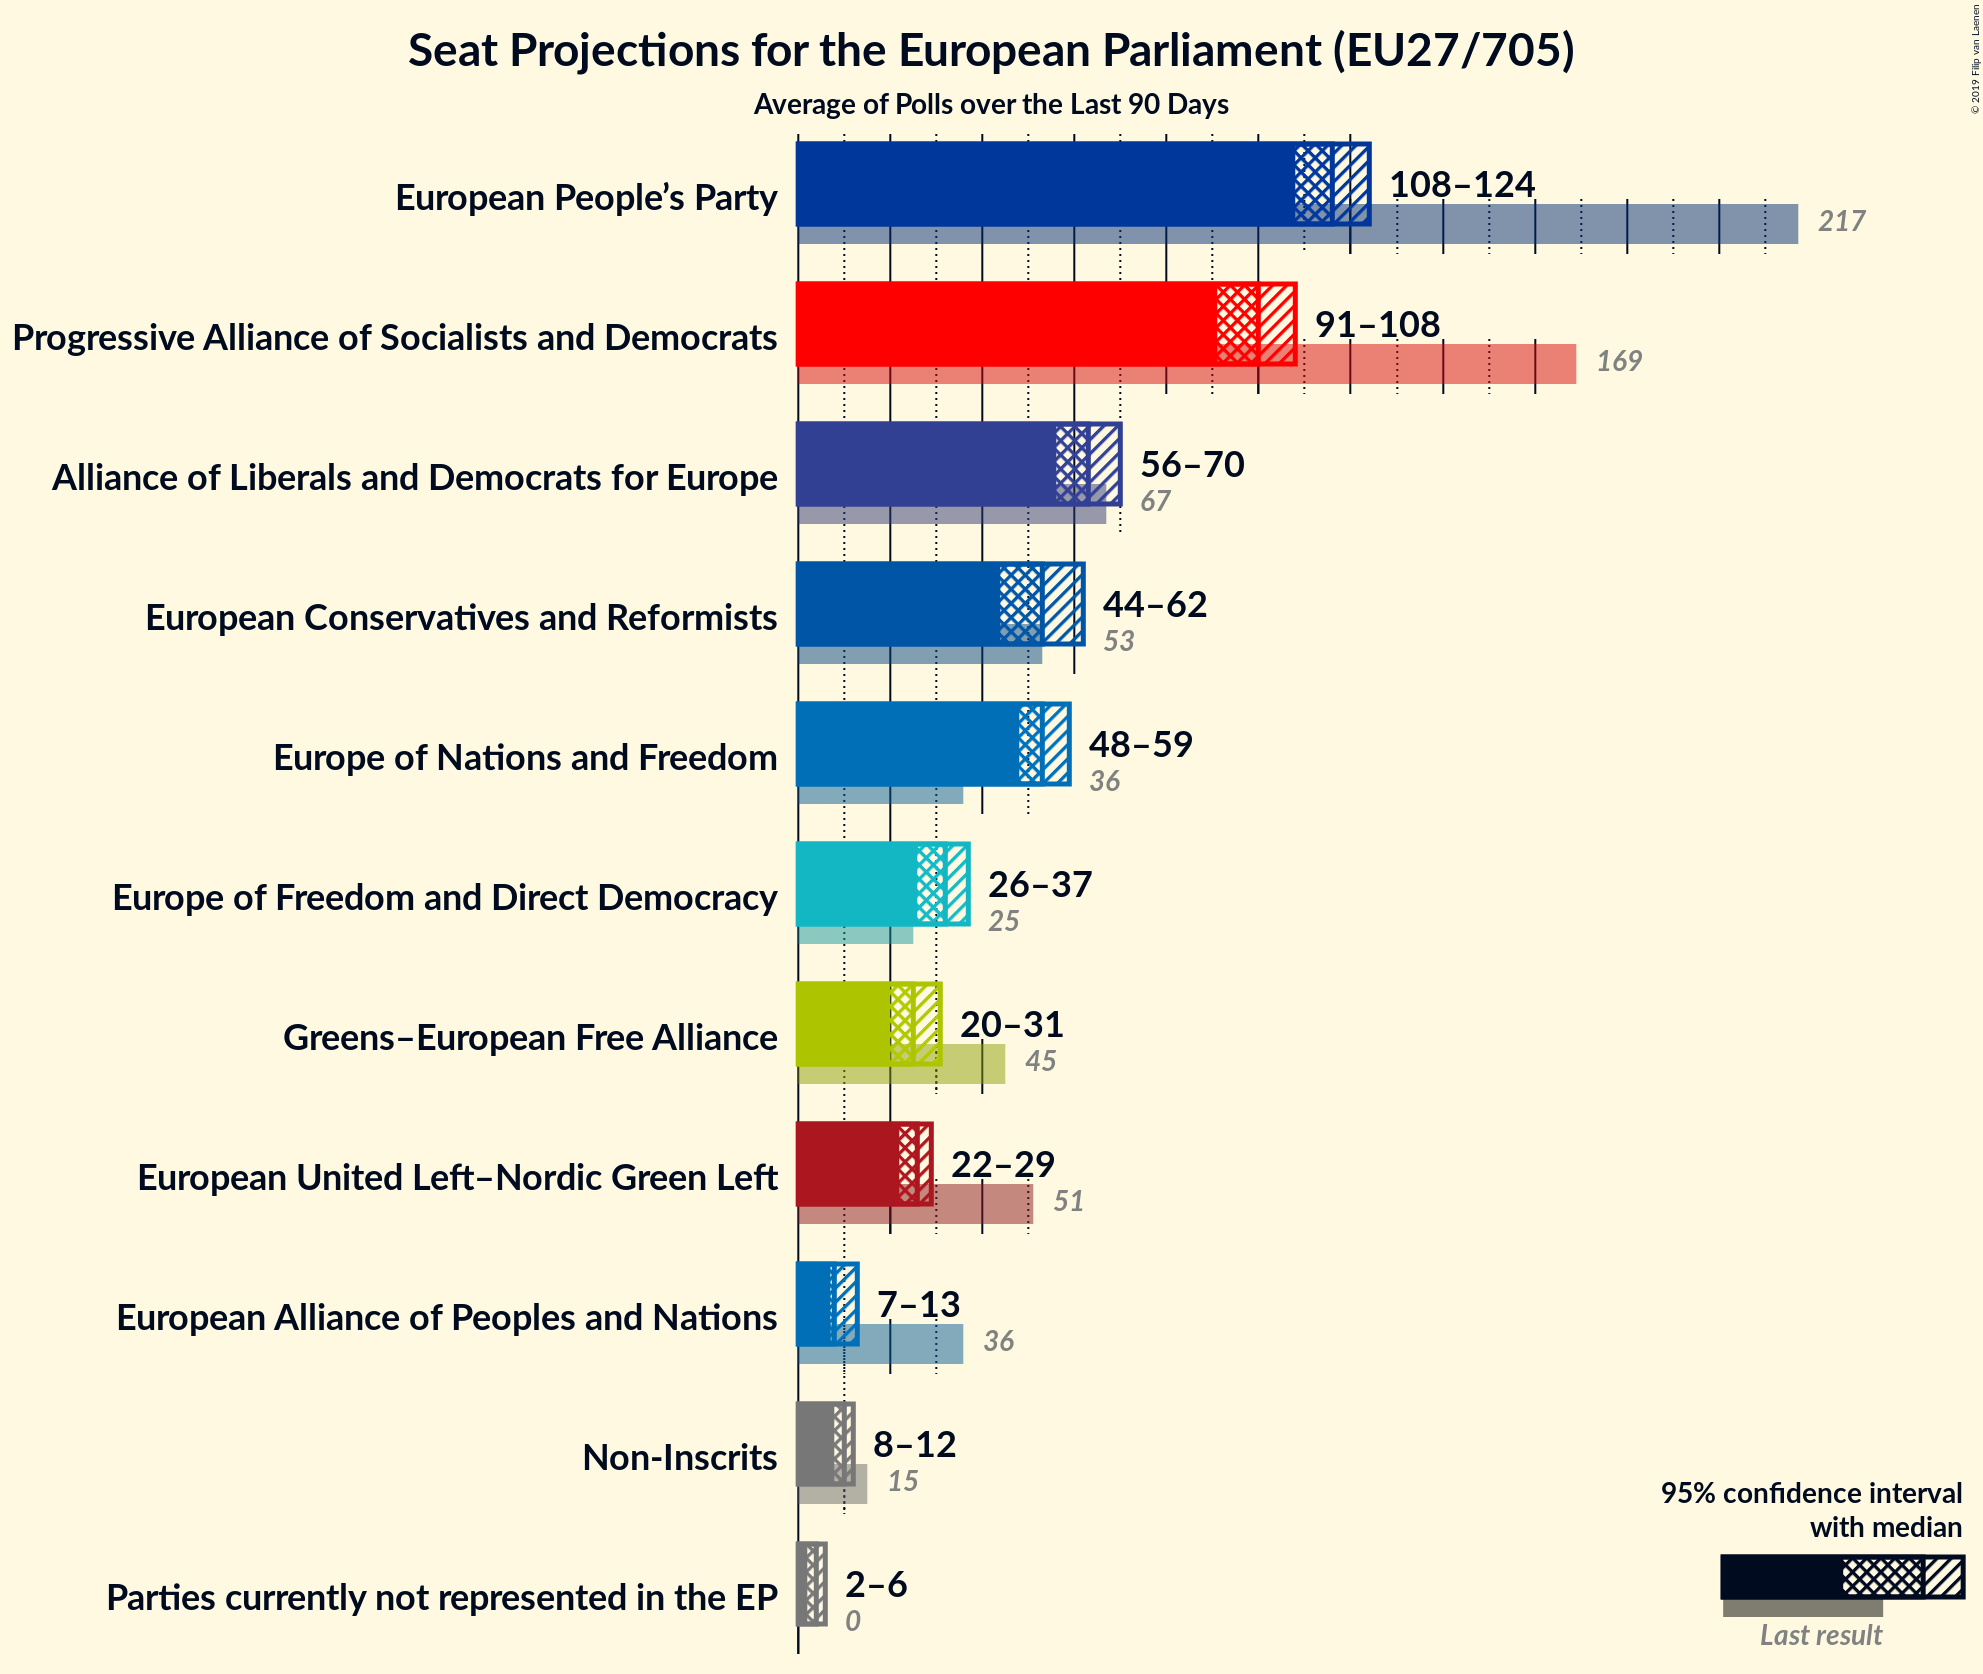 Seat Projections for the European Parliament (EU27/705)
Average of Polls over the Last 90 Days
© 2019 Filip van Laenen
European People’s Party
108–124
217
Progressive Alliance of Socialists and Democrats
91–108
169
Alliance of Liberals and Democrats for Europe
56–70
67
European Conservatives and Reformists
44–62
53
Europe of Nations and Freedom
48–59
36
Europe of Freedom and Direct Democracy
26–37
25
Greens–European Free Alliance
20–31
45
European United Left–Nordic Green Left
22–29
51
European Alliance of Peoples and Nations
7–13
36
Non-Inscrits
8–12
15
Parties currently not represented in the EP
2–6
0
95% confidence interval
with median
Last result